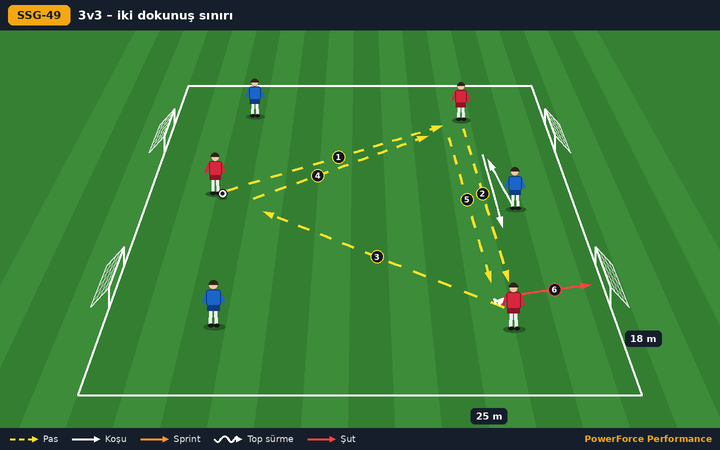 SSG-49 3v3 – iki dokunuş sınırı
1
4
2
5
3
6
18 m
25 m
Pas Koşu Sprint Top sürme Şut PowerForce Performance